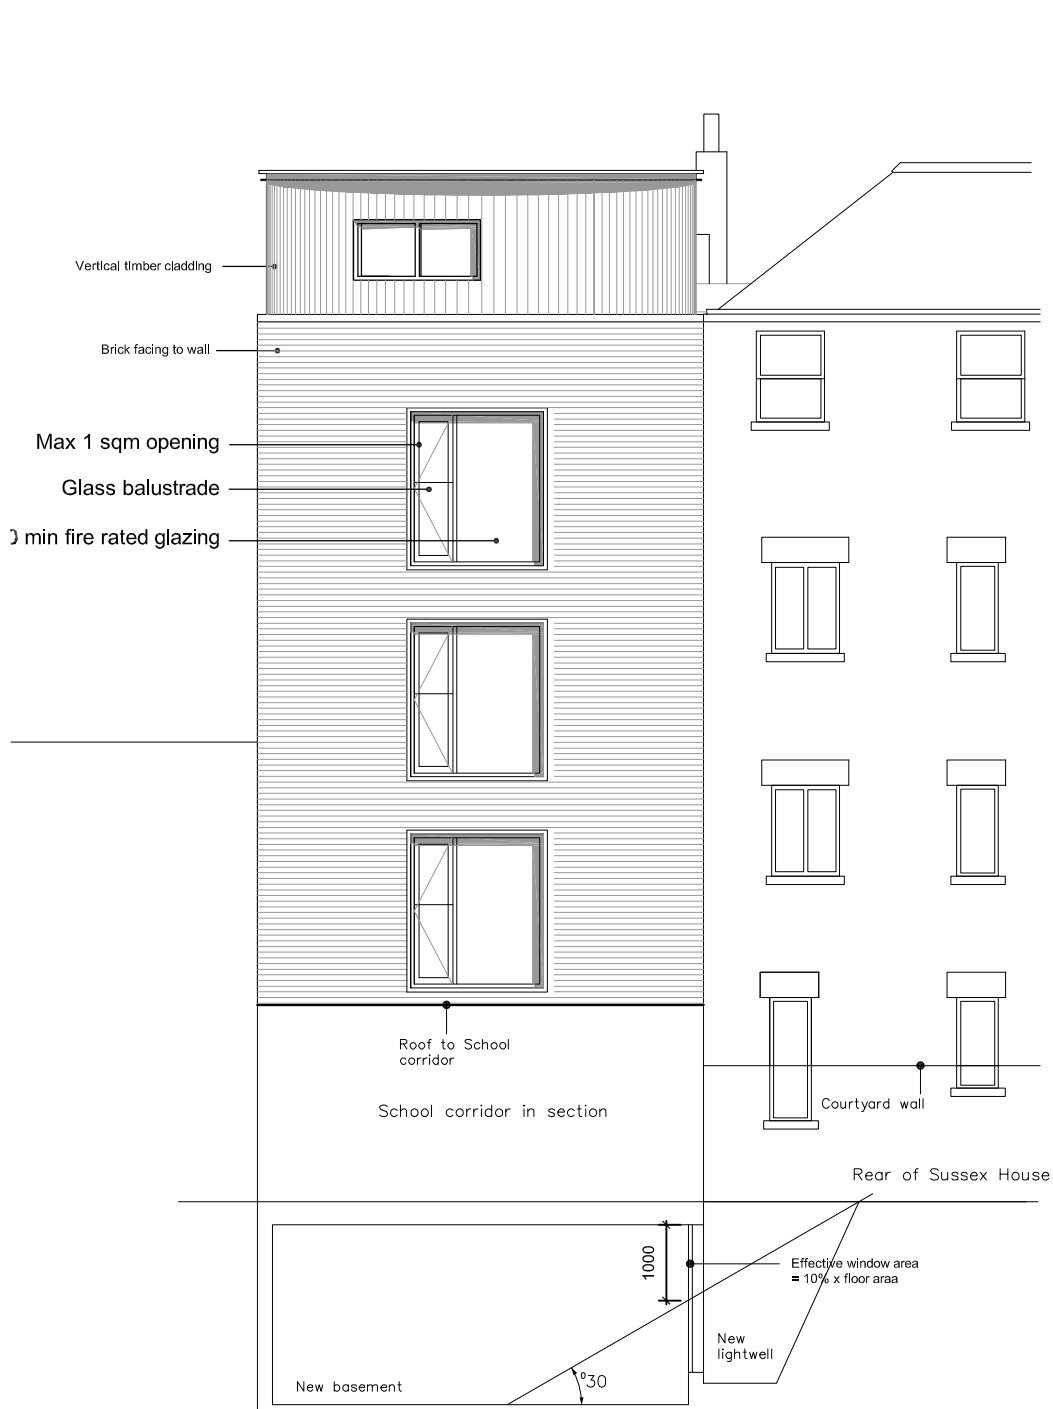 Vertical timber cladding
Brick facing to wall
Max 1 sqm opening
Glass balustrade
min fire rated glazing
Roof to School
corridor
School corridor in section
Courtyard wall
Rear of Sussex House
1000
Effective window area
= 10% x floor araa
New
lightwell
º30
New basement